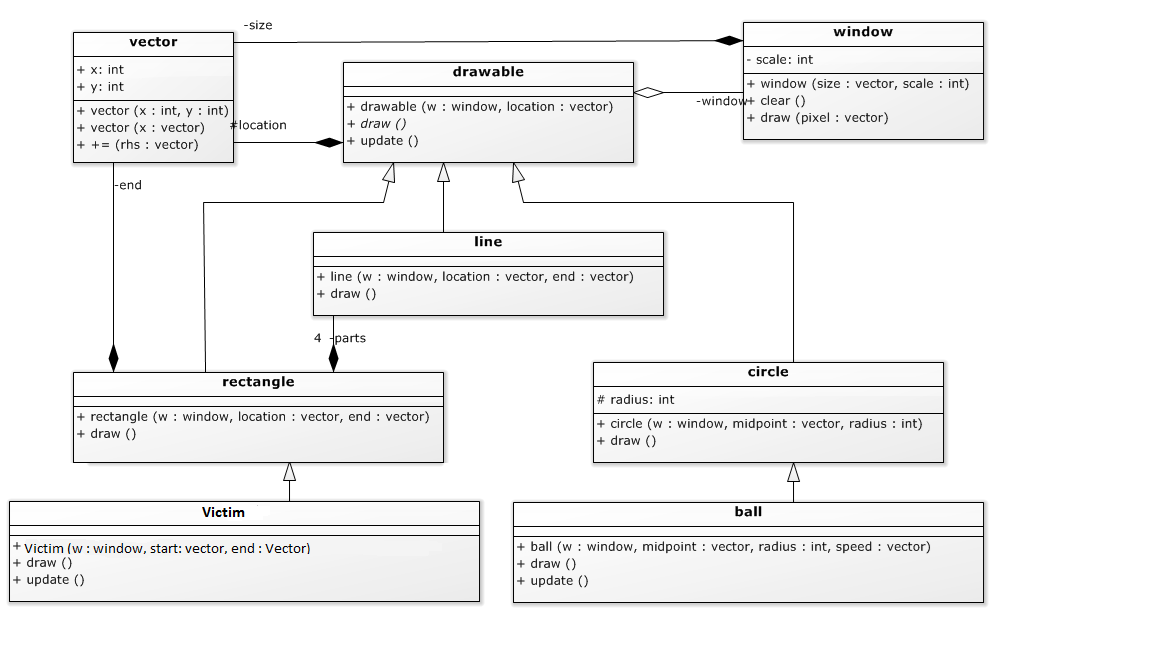 -size
vector
+ x: int
+ y: int
+ vector (x : int, y : int)
+ vector (x : vector)
+ += (rhs : vector)
#location
drawable
+ drawable (w : window, location : vector)
+ draw ()
+ update ()
-window
window
- scale: int
+ window (size : vector, scale : int)
+ clear ()
+ draw (pixel : vector)
-end
line
+ line (w : window, location : vector, end : vector)
+ draw ()
4 -parts
rectangle
+ rectangle (w : window, location : vector, end : vector)
+ draw ()
circle
# radius: int
+ circle (w : window, midpoint : vector, radius : int)
+ draw ()
Victim
+ Victim (w : window, start: vector, end : Vector)
+ draw ()
+ update ()
ball
+ ball (w : window, midpoint : vector, radius : int, speed : vector)
+ draw ()
+ update ()